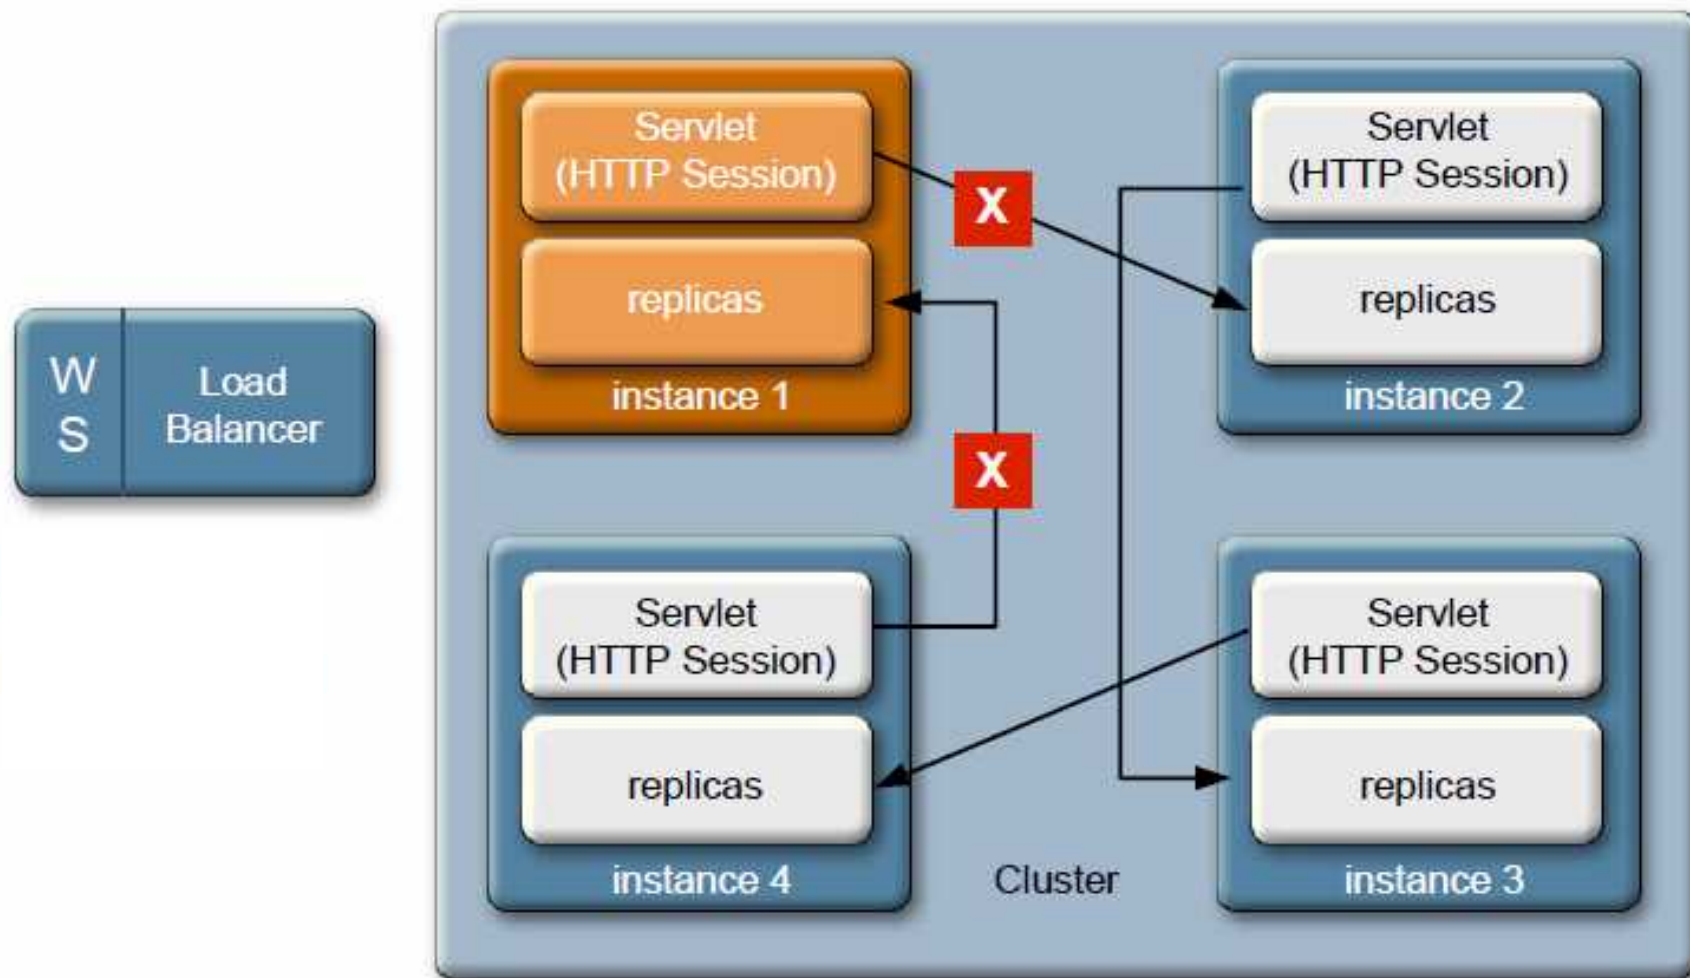 W
S
Load
Balancer
Servlet
(HTTP Session)
replicas
instance 1
X
Servlet
(HTTP Session)
replicas
instance 2
X
Servlet
(HTTP Session)
replicas
instance 4
Cluster
Servlet
(HTTP Session)
replicas
instance 3